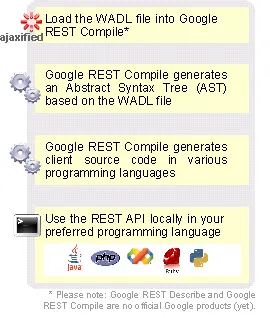 Load the WADL file into Google
REST Compile*
ajaxified
Google REST Compile generates
an Abstract Syntax Tree (AST)
based on the WADL file
Google REST Compile generates
client source code in various
programming languages
Use the REST API locally in your
preferred programming language
Java
php
Ruby
* Please note: Google REST Describe and Google
REST Compile are no official Google products (yet).